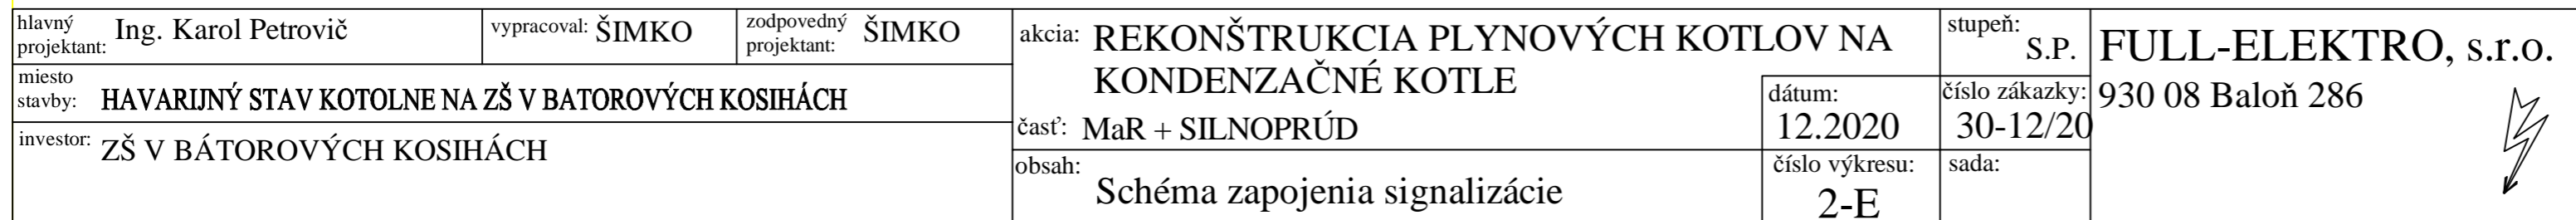 hlavný projektant: Ing. Karol Petrovič
vypracoval: ŠIMKO
zodpovedný projektant: ŠIMKO
miesto stavby: HAVARIJNÝ STAV KOTOLNE NA ZŠ V BATOROVÝCH KOSIHÁCH
investor: ZŠ V BÁTOROVÝCH KOSIHÁCH
akcia: REKONŠTRUKCIA PLYNOVÝCH KOTLOV NA
KONDENZAČNÉ KOTLE
časť: MaR + SILNOPRÚD
obsah: Schéma zapojenia signalizácie
stupeň: S.P.
dátum: 12.2020
číslo zákazky: 30-12/20
číslo výkresu: 2-E
sada:
FULL-ELEKTRO, s.r.o.
930 08 Baloň 286